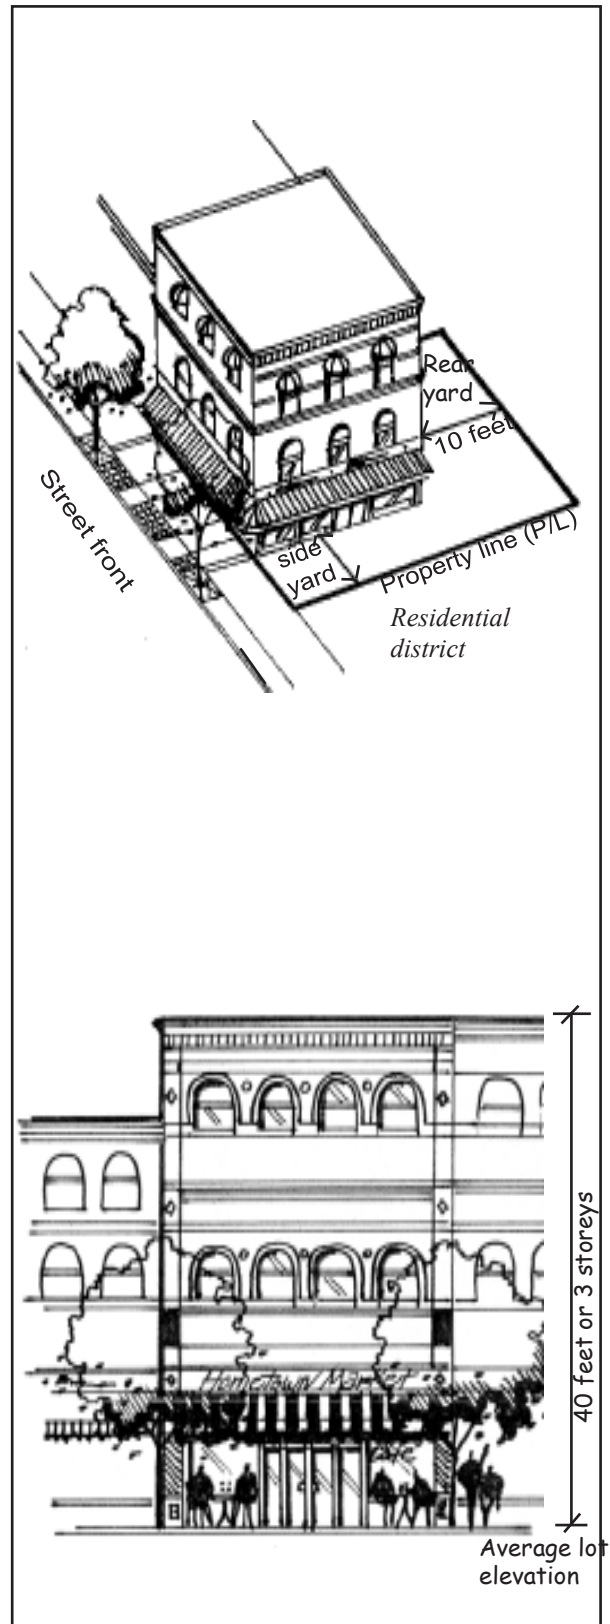 Rear
yard
10 feet
Street front
side
yard
Property line (P/L)
Residential
district
Hometown Market
40 feet or 3 storeys
Average lot
elevation